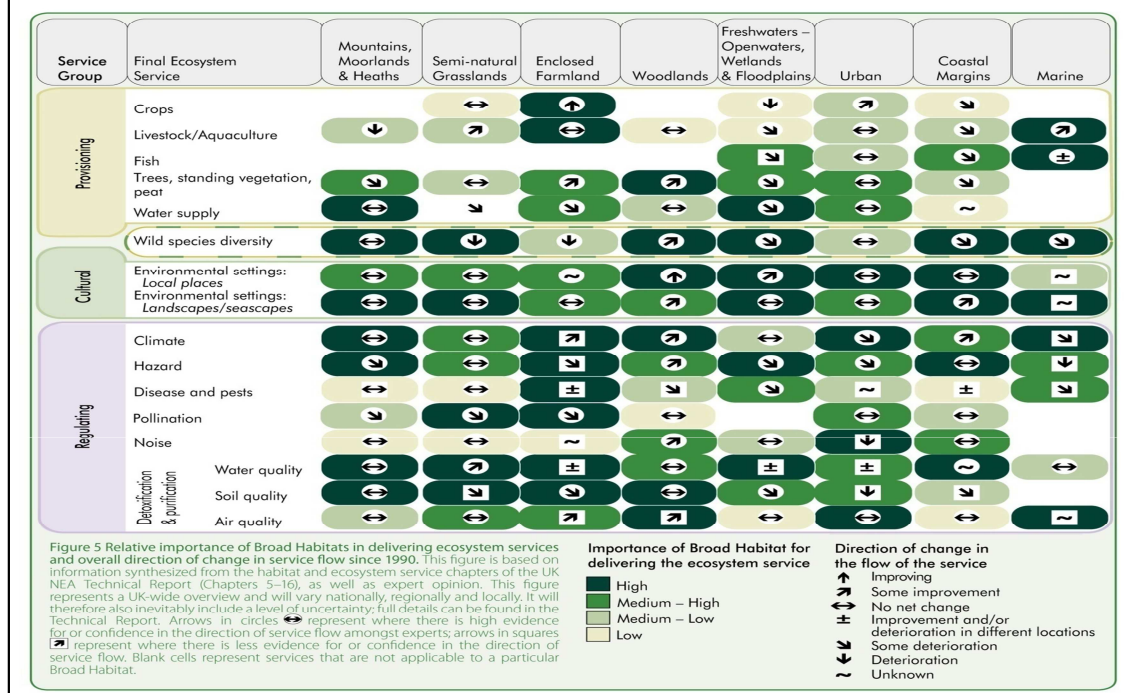 Service Group
Final Ecosystem Service
Mountains, Moorlands & Heaths
Semi-natural Grasslands
Enclosed Farmland
Woodlands
Freshwaters – Openwaters, Wetlands & Floodplains
Urban
Coastal Margins
Marine
Provisioning
Crops
Livestock/Aquaculture
Fish
Trees, standing vegetation,
peat
Water supply
Wild species diversity
Cultural
Environmental settings:
Local places
Environmental settings:
Landscapes/seascapes
Regulating
Climate
Hazard
Disease and pests
Pollination
Noise
Detoxification
& purification
Water quality
Soil quality
Air quality
Figure 5 Relative importance of Broad Habitats in delivering ecosystem services
and overall direction of change in service flow since 1990. This figure is based on
information synthesized from the habitat and ecosystem service chapters of the UK
NEA Technical Report (Chapters 5–16), as well as expert opinion. This figure
represents a UK-wide overview and will vary nationally, regionally and locally. It will
therefore also inevitably include a level of uncertainty; full details can be found in the
Technical Report. Arrows in circles ↔ represent where there is high evidence
for or confidence in the direction of service flow amongst experts; arrows in squares
↗ represent where there is less evidence for or confidence in the direction of
service flow. Blank cells represent services that are not applicable to a particular
Broad Habitat.
Importance of Broad Habitat for
delivering the ecosystem service
High
Medium – High
Medium – Low
Low
Direction of change in
the flow of the service
↑ Improving
↗ Some improvement
↔ No net change
± Improvement and/or
deterioration in different locations
↘ Some deterioration
↓ Deterioration
~ Unknown